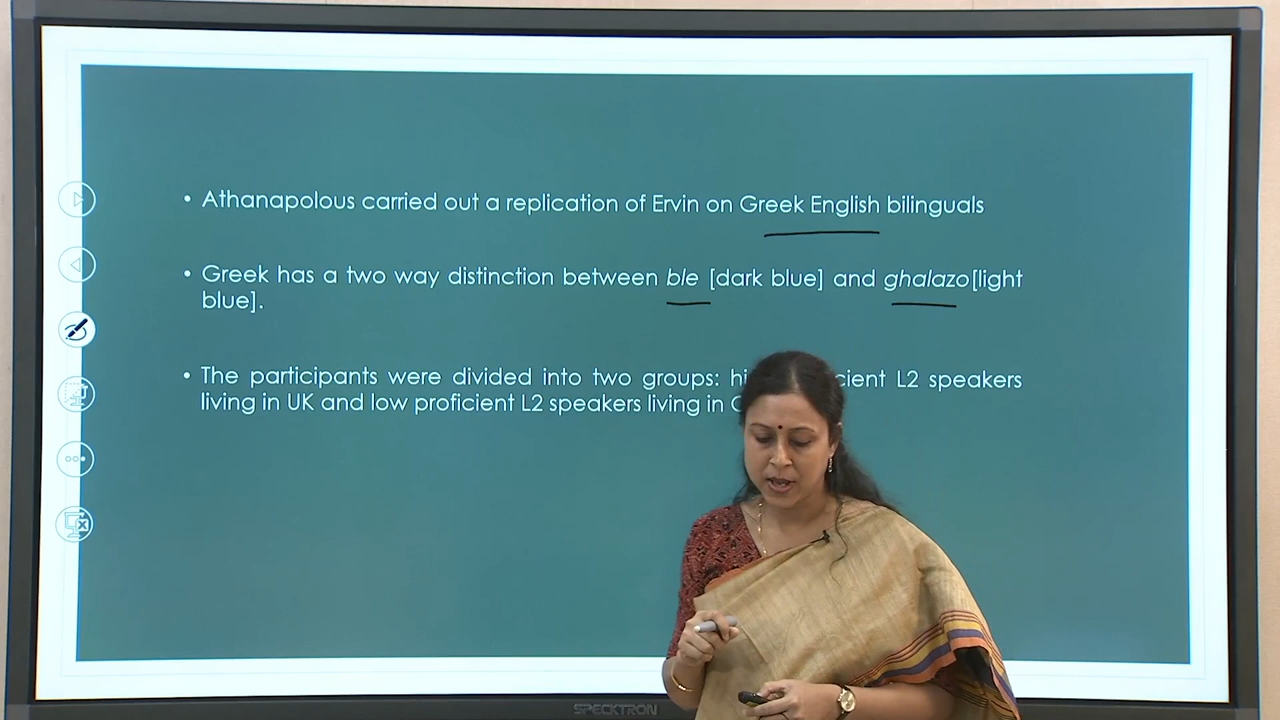 • Athanapolous carried out a replication of Ervin on Greek English bilinguals
• Greek has a two way distinction between ble [dark blue] and ghalazo[light
blue].
• The participants were divided into two groups: L2 speakers
living in UK and low proficient L2 speakers living in
SPECKTRON